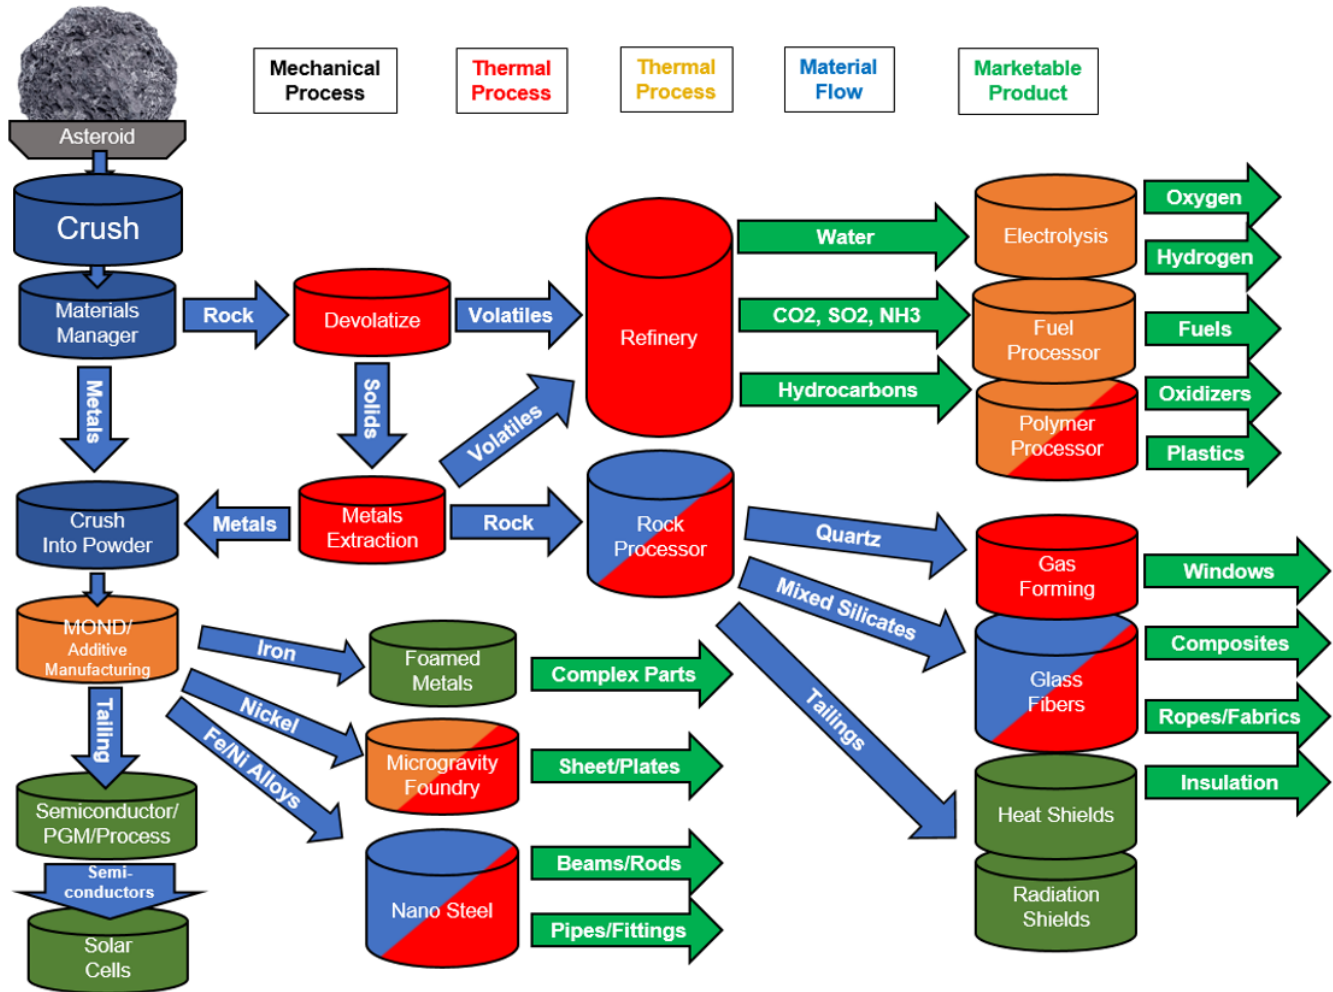 Mechanical
Process
Thermal
Process
Thermal
Process
Material
Flow
Marketable
Product
Asteroid
Crush
Materials
Manager
Rock
Devolatize
Volatiles
Refinery
Water
CO2, SO2, NH3
Hydrocarbons
Electrolysis
Fuel
Processor
Polymer
Processor
Oxygen
Hydrogen
Fuels
Oxidizers
Plastics
Metals
Solids
Volatiles
Crush
Into Powder
Metals
Metals
Extraction
Rock
Rock
Processor
Quartz
Mixed Silicates
Tailings
Gas
Forming
Glass
Fibers
Heat Shields
Radiation
Shields
Windows
Composites
Ropes/Fabrics
Insulation
MOND/
Additive
Manufacturing
Iron
Nickel
Fe/Ni Alloys
Tailing
Foamed
Metals
Complex Parts
Microgravity
Foundry
Sheet/Plates
Nano Steel
Beams/Rods
Pipes/Fittings
Semiconductor/
PGM/Process
Semi-
conductors
Solar
Cells